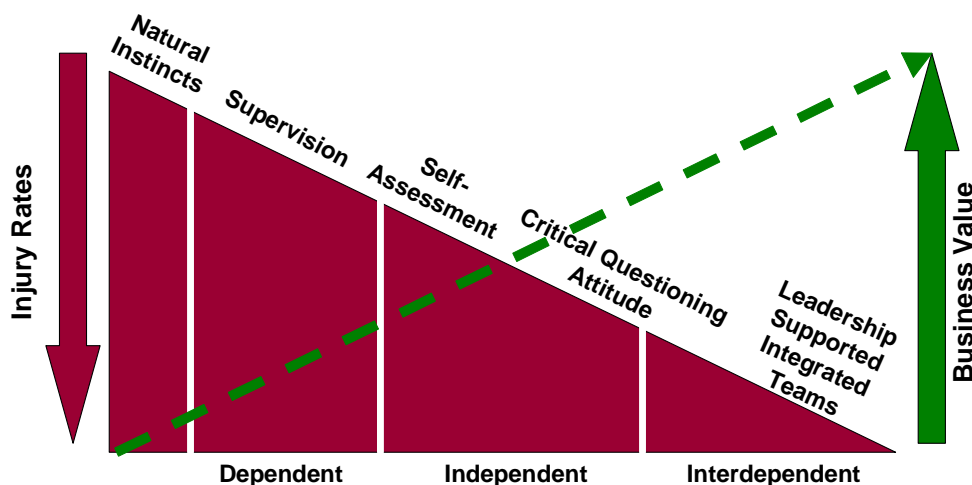 Natural
Instincts
Supervision
Self-
Assessment
Critical Questioning
Attitude
Leadership
Supported
Integrated
Teams
Injury Rates
Business Value
Dependent
Independent
Interdependent